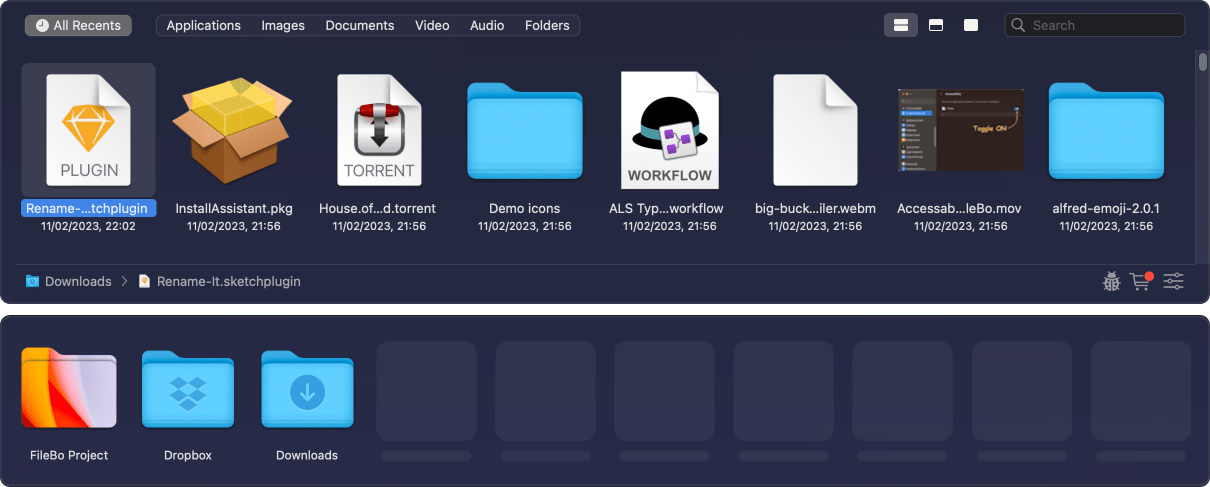 All Recents
Applications Images Documents Video Audio Folders
Search
PLUGIN
TORRENT
WORKFLOW
Toggle ON
Rename-...tchplugin InstallAssistant.pkg House.of...d.torrent Demo icons ALS Typ...workflow big-buck...iler.webm Accessab...leBo.mov alfred-emoji-2.0.1
11/02/2023, 22:02 11/02/2023, 21:56 11/02/2023, 21:56 11/02/2023, 21:56 11/02/2023, 21:56 11/02/2023, 21:56 11/02/2023, 21:56 11/02/2023, 21:56
Downloads > Rename-It.sketchplugin
FileBo Project Dropbox Downloads